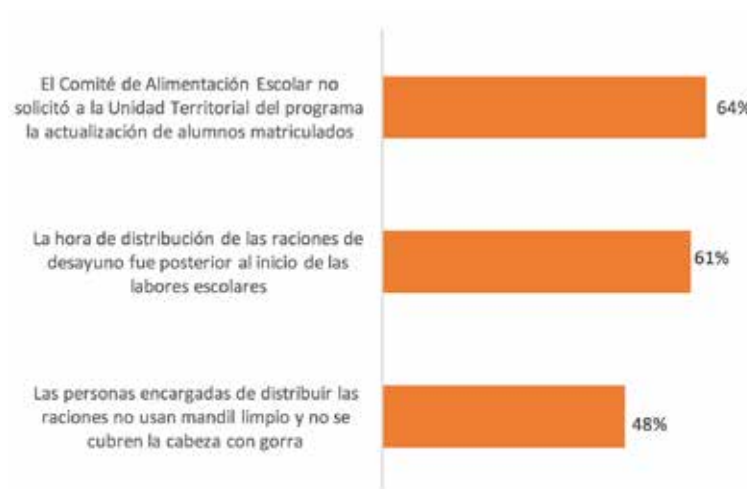 El Comité de Alimentación Escolar no
solicitó a la Unidad Territorial del programa
la actualización de alumnos matriculados
64%
La hora de distribución de las raciones de
desayuno fue posterior al inicio de las
labores escolares
61%
Las personas encargadas de distribuir las
raciones no usan mandil limpio y no se
cubren la cabeza con gorra
48%